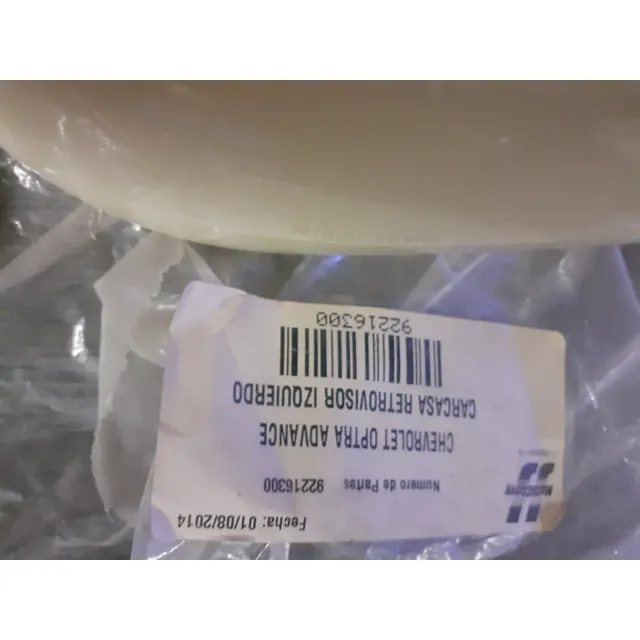 Fecha: 01/08/2014
Numero de Partes 92216300
CHEVROLET OPTRA ADVANCE
CARCASA RETROVISOR IZQUIERDO
92216300